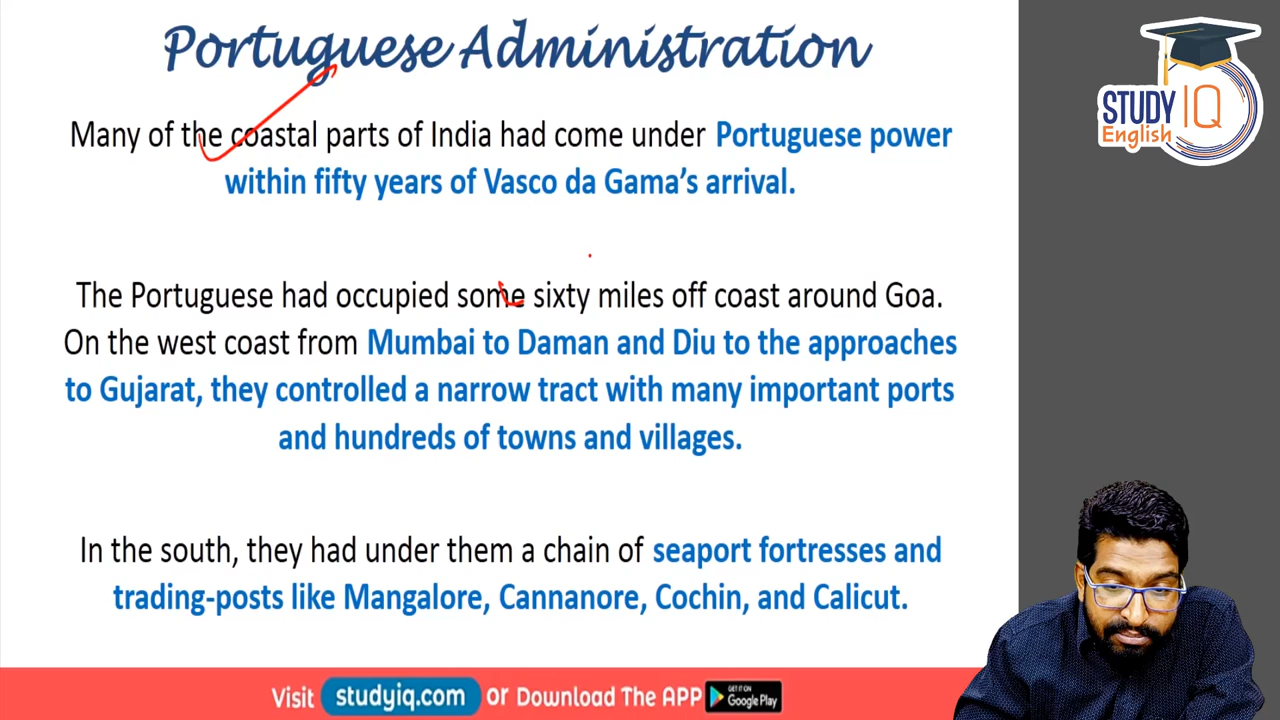 Portuguese Administration
STUDY IQ
English
Many of the coastal parts of India had come under Portuguese power
within fifty years of Vasco da Gama's arrival.
The Portuguese had occupied some sixty miles off coast around Goa.
On the west coast from Mumbai to Daman and Diu to the approaches
to Gujarat, they controlled a narrow tract with many important ports
and hundreds of towns and villages.
In the south, they had under them a chain of seaport fortresses and
trading-posts like Mangalore, Cannanore, Cochin, and Calicut.
Visit studyiq.com or Download The APP GET IT ON Google Play